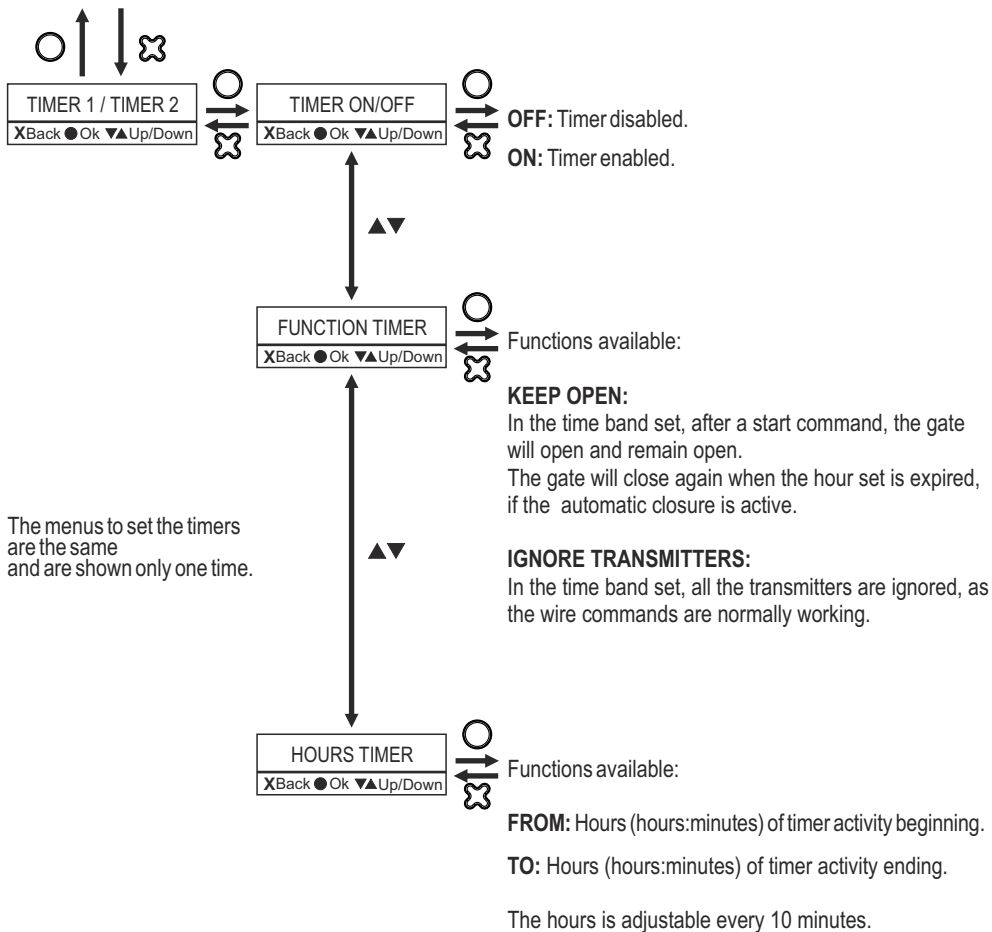 TIMER 1 / TIMER 2
XBack ● Ok ▼▲Up/Down
TIMER ON/OFF
XBack ● Ok ▼▲Up/Down
OFF: Timer disabled.
ON: Timer enabled.
▲▼
FUNCTION TIMER
XBack ● Ok ▼▲Up/Down
Functions available:
KEEP OPEN:
In the time band set, after a start command, the gate
will open and remain open.
The gate will close again when the hour set is expired,
if the automatic closure is active.
IGNORE TRANSMITTERS:
In the time band set, all the transmitters are ignored, as
the wire commands are normally working.
The menus to set the timers
are the same
and are shown only one time.
▲▼
HOURS TIMER
XBack ● Ok ▼▲Up/Down
Functions available:
FROM: Hours (hours:minutes) of timer activity beginning.
TO: Hours (hours:minutes) of timer activity ending.
The hours is adjustable every 10 minutes.